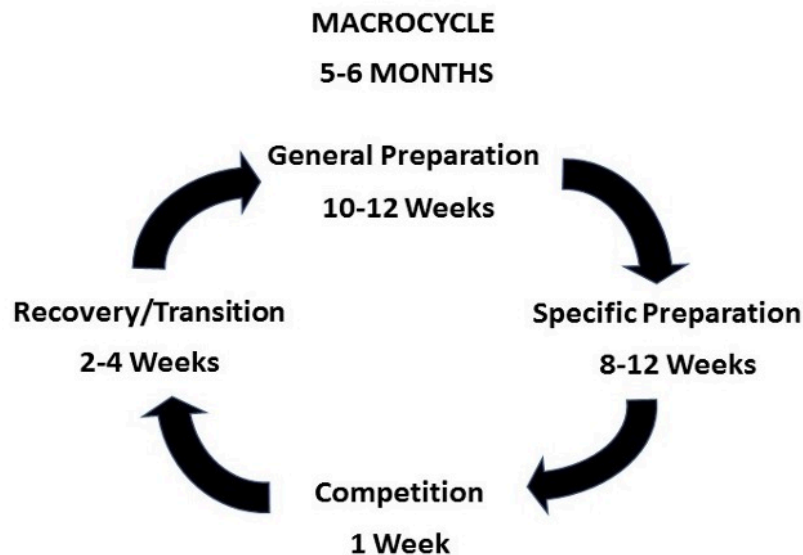 MACROCYCLE
5-6 MONTHS
General Preparation
10-12 Weeks
Specific Preparation
8-12 Weeks
Competition
1 Week
Recovery/Transition
2-4 Weeks